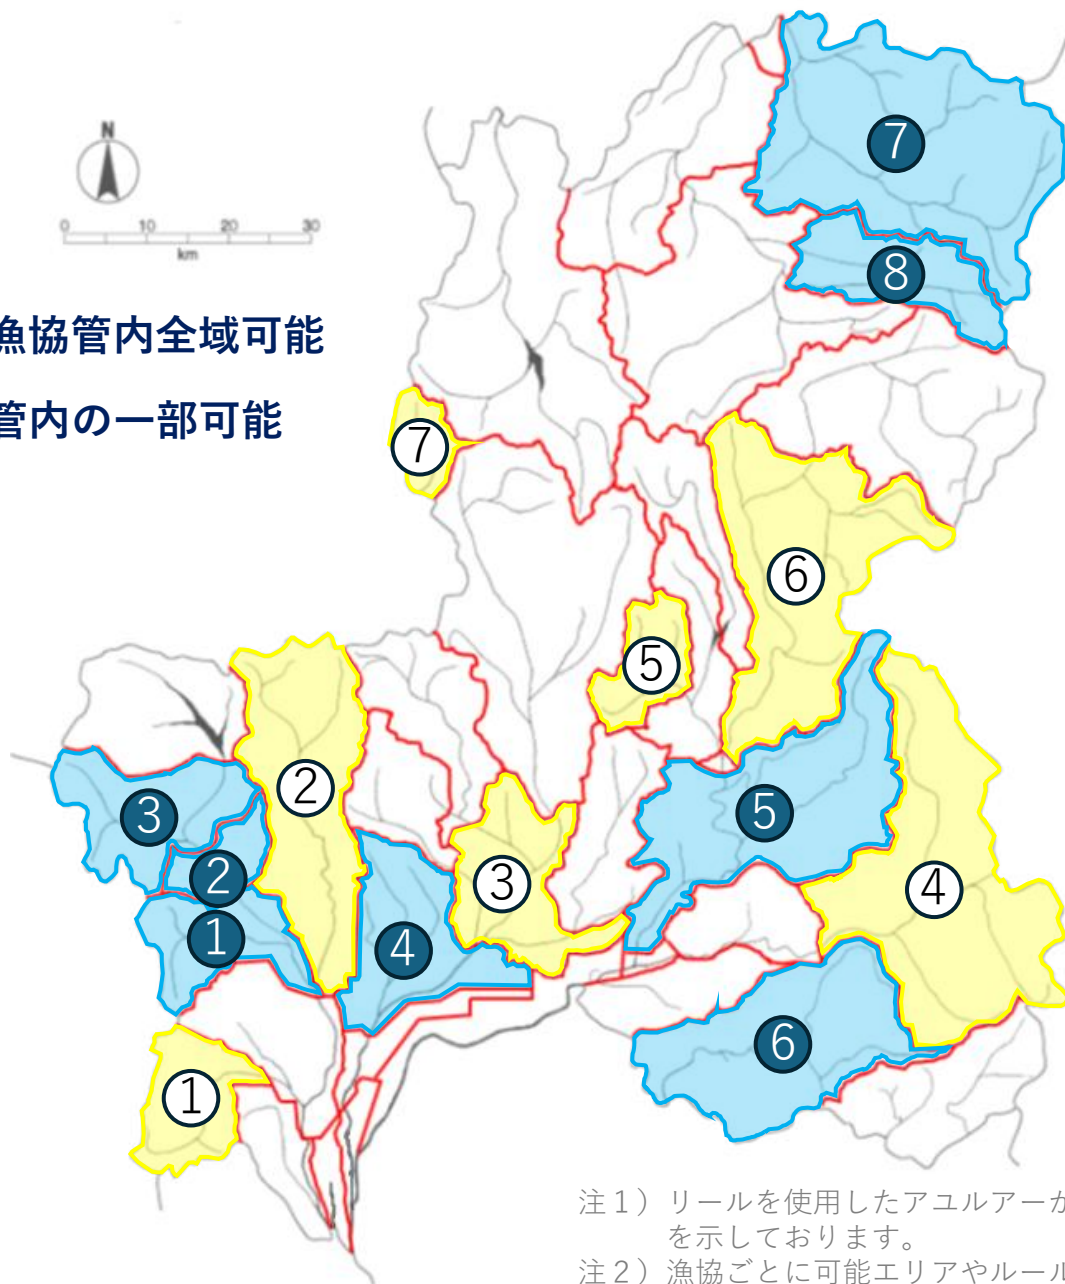 N
0 10 20 30
km
漁協管内全域可能
管内の一部可能
⑦
⑧
⑦
⑥
⑤
②
③
⑤
②
③
④
①
④
⑥
①
注１）リールを使用したアユルアーが
を示しております。
注２）漁協ごとに可能エリアやルール